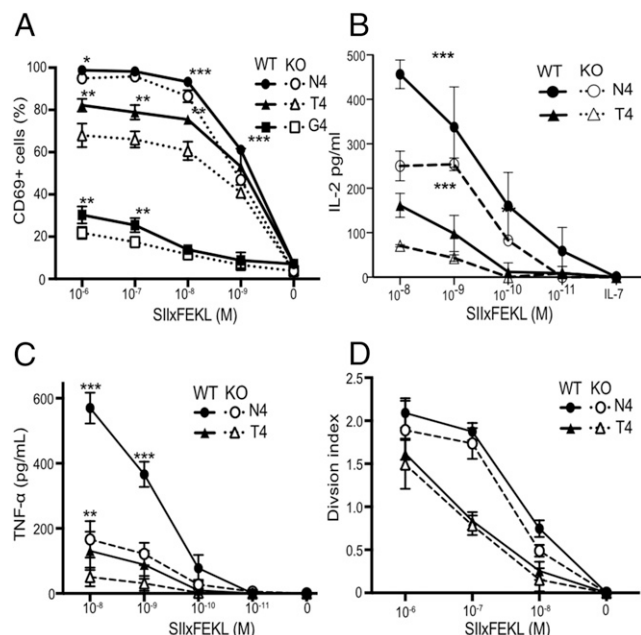 A
WT KO
N4
T4
G4
CD69+ cells (%)
100
80
60
40
20
0
*
***
**
**
**
***
**
**
10-6
10-7
10-8
10-9
0
SIIxFEKL (M)
B
WT KO
N4
T4
IL-2 pg/ml
500
400
300
200
100
0
***
***
10-8
10-9
10-10
10-11
IL-7
SIIxFEKL (M)
C
WT KO
N4
T4
TNF-α (pg/mL)
600
400
200
0
***
***
**
10-8
10-9
10-10
10-11
0
SIIxFEKL (M)
D
WT KO
N4
T4
Divsion index
2.5
2.0
1.5
1.0
0.5
0.0
10-6
10-7
10-8
0
SIIxFEKL (M)